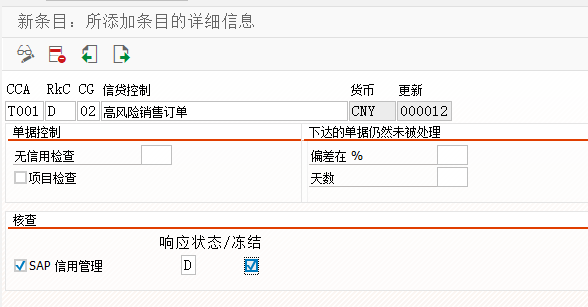 新条目：所添加条目的详细信息
CCA RkC CG 信贷控制 货币 更新
T001 D 02 高风险销售订单 CNY 000012
单据控制 下达的单据仍然未被处理
无信用检查 偏差在 %
项目检查 天数
核查
响应状态/冻结
SAP 信用管理 D